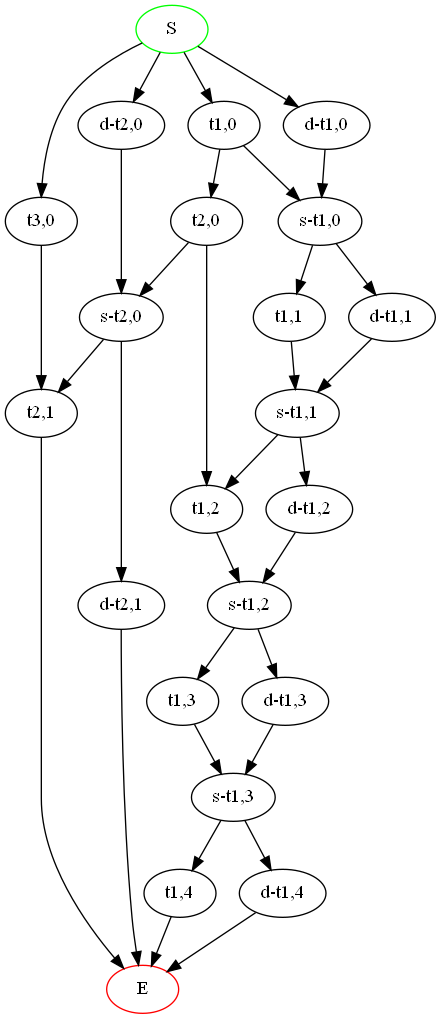 S
d-t2,0
t1,0
d-t1,0
t3,0
t2,0
s-t1,0
s-t2,0
t1,1
d-t1,1
t2,1
s-t1,1
t1,2
d-t1,2
d-t2,1
s-t1,2
t1,3
d-t1,3
s-t1,3
t1,4
d-t1,4
E